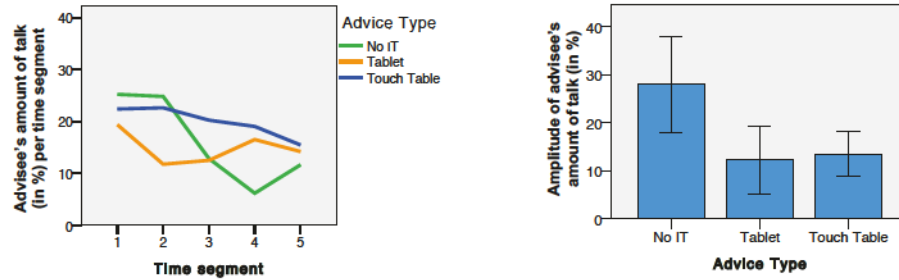 Advisee's amount of talk
(in %) per time segment
40
30
20
10
0
1 2 3 4 5
Time segment
Advice Type
No IT
Tablet
Touch Table
Amplitude of advisee's
amount of talk (in %)
40
30
20
10
0
No IT Tablet Touch Table
Advice Type